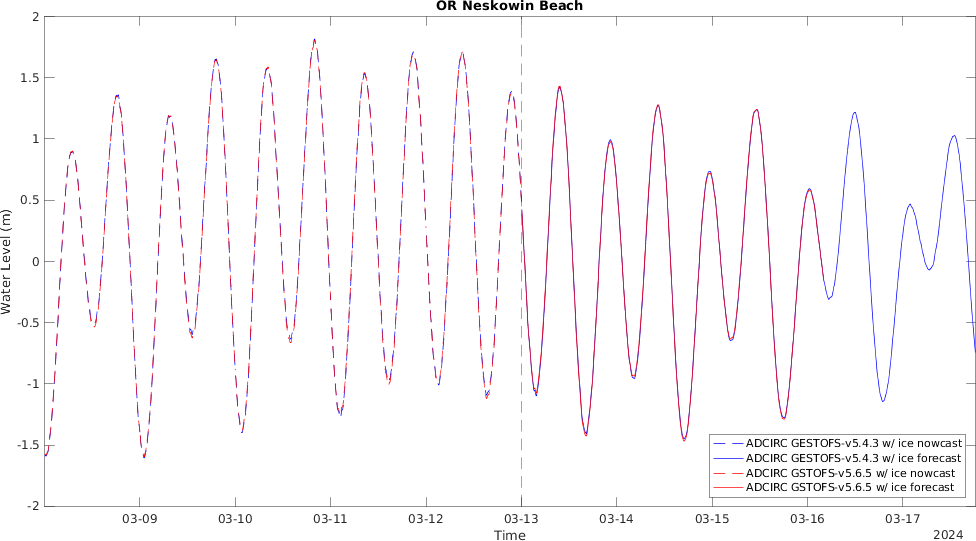 OR Neskowin Beach
Water Level (m)
2
1.5
1
0.5
0
-0.5
-1
-1.5
-2
ADCIRC GESTOFS-v5.4.3 w/ ice nowcast
ADCIRC GESTOFS-v5.4.3 w/ ice forecast
ADCIRC GSTOFS-v5.6.5 w/ ice nowcast
ADCIRC GSTOFS-v5.6.5 w/ ice forecast
03-09 03-10 03-11 03-12 03-13 03-14 03-15 03-16 03-17
Time
2024